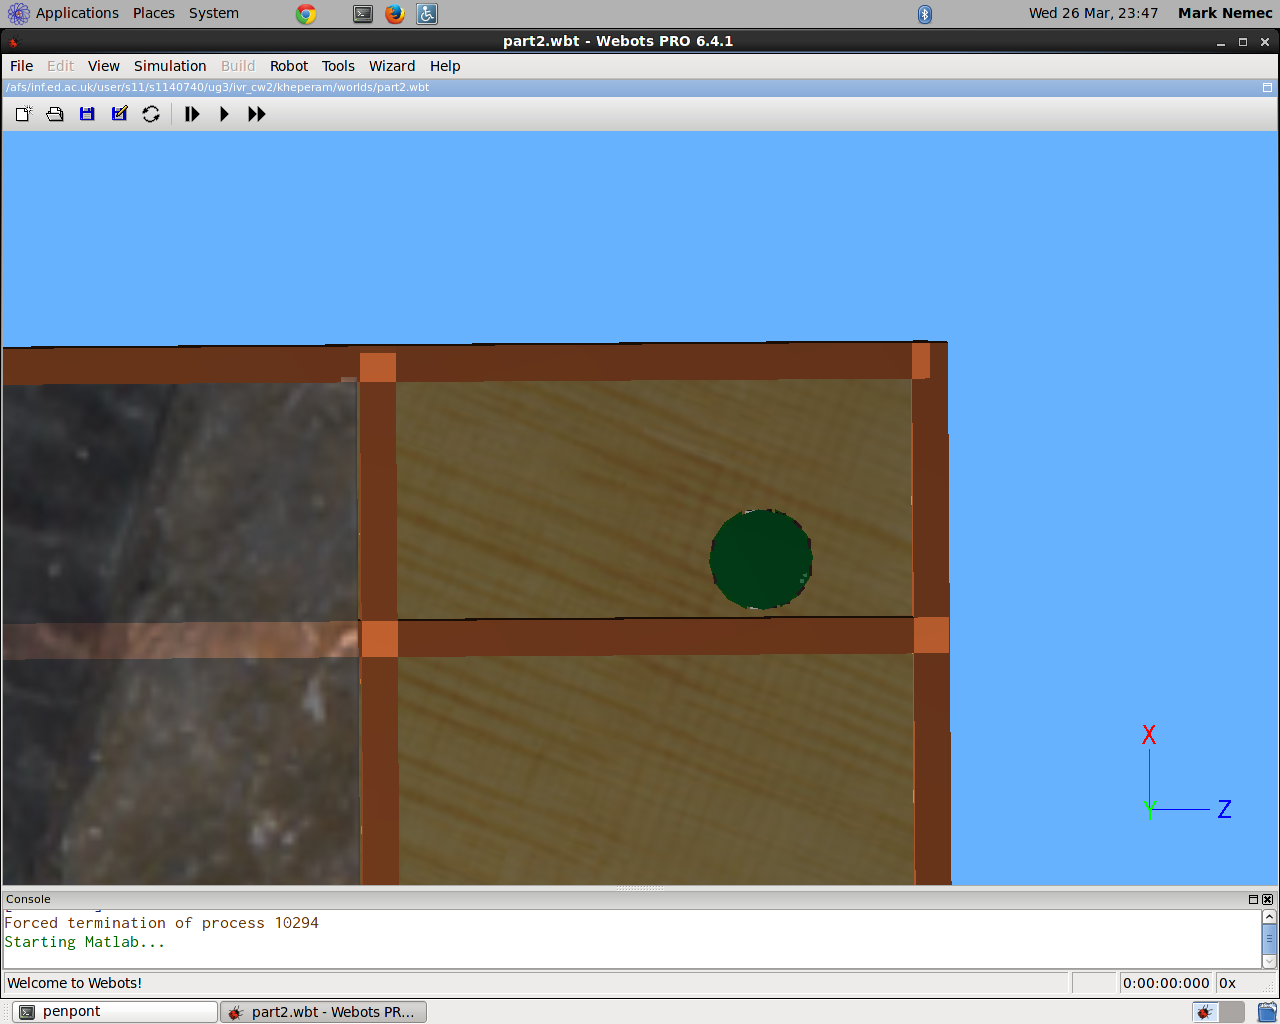 Applications Places System Wed 26 Mar, 23:47 Mark Nemec
part2.wbt - Webots PRO 6.4.1
File Edit View Simulation Build Robot Tools Wizard Help
/afs/inf.ed.ac.uk/user/s11/s1140740/ug3/ivr_cw2/kheperam/worlds/part2.wbt
X
Y Z
Console
Forced termination of process 10294
Starting Matlab...
Welcome to Webots! 0:00:00:000 0x
penpont part2.wbt - Webots PR...